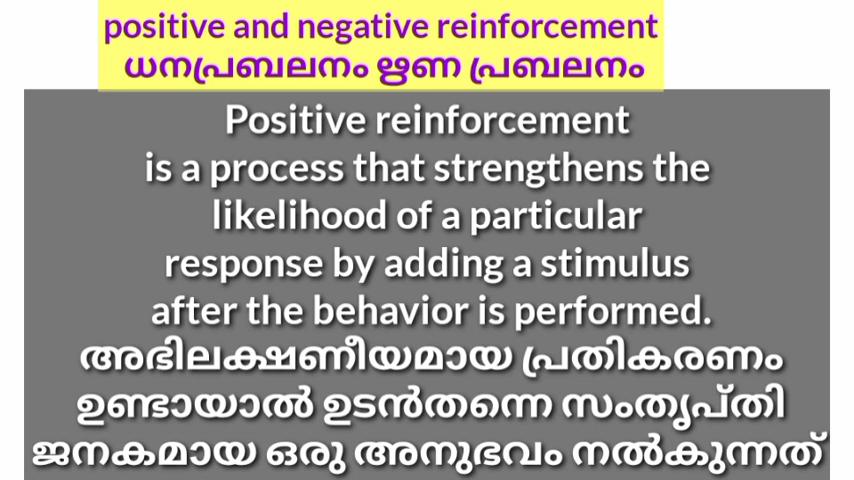 positive and negative reinforcement
ധനപ്രബലനം ഋണ പ്രബലനം
Positive reinforcement
is a process that strengthens the
likelihood of a particular
response by adding a stimulus
after the behavior is performed.
അഭിലക്ഷണീയമായ പ്രതികരണം
ഉണ്ടായാൽ ഉടൻതന്നെ സംതൃപ്തി
ജനകമായ ഒരു അനുഭവം നൽകുന്നത്